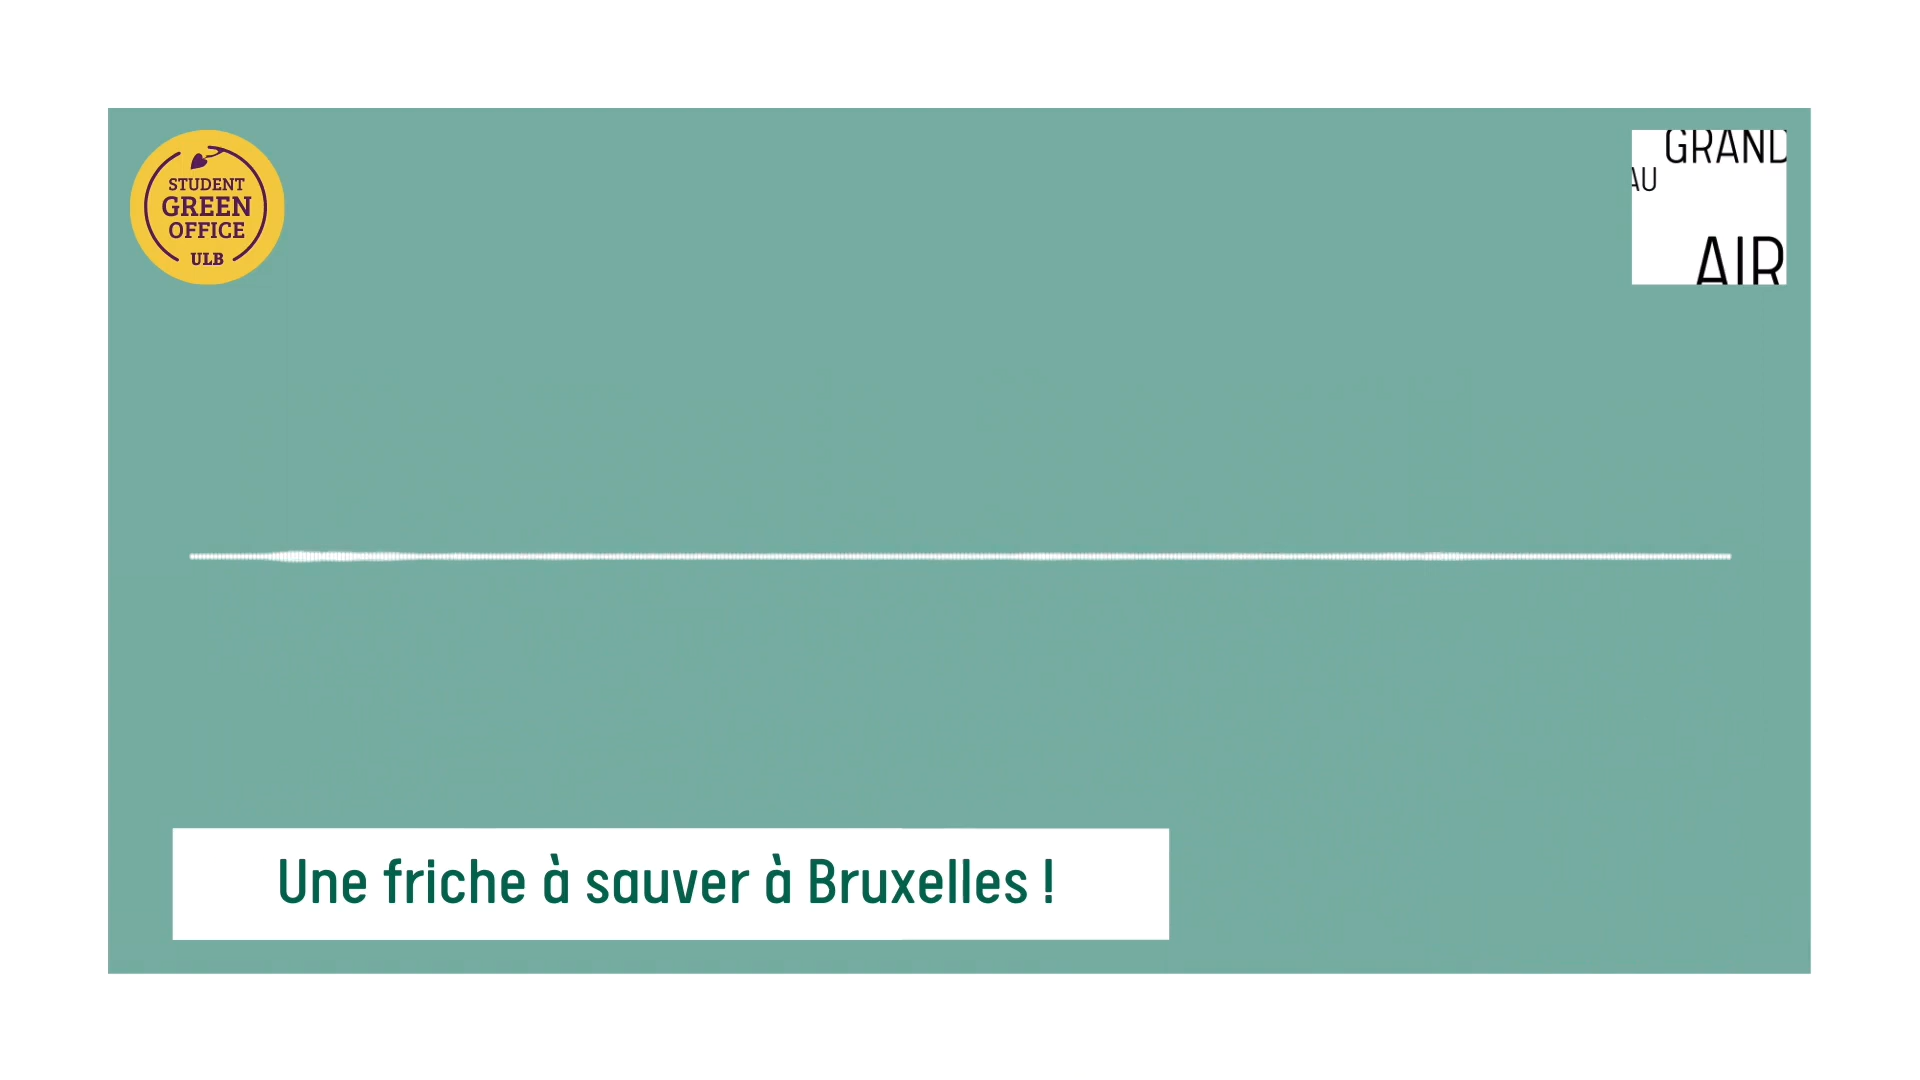 STUDENT
GREEN
OFFICE
ULB
GRAND
AU
AIR
Une friche à sauver à Bruxelles !